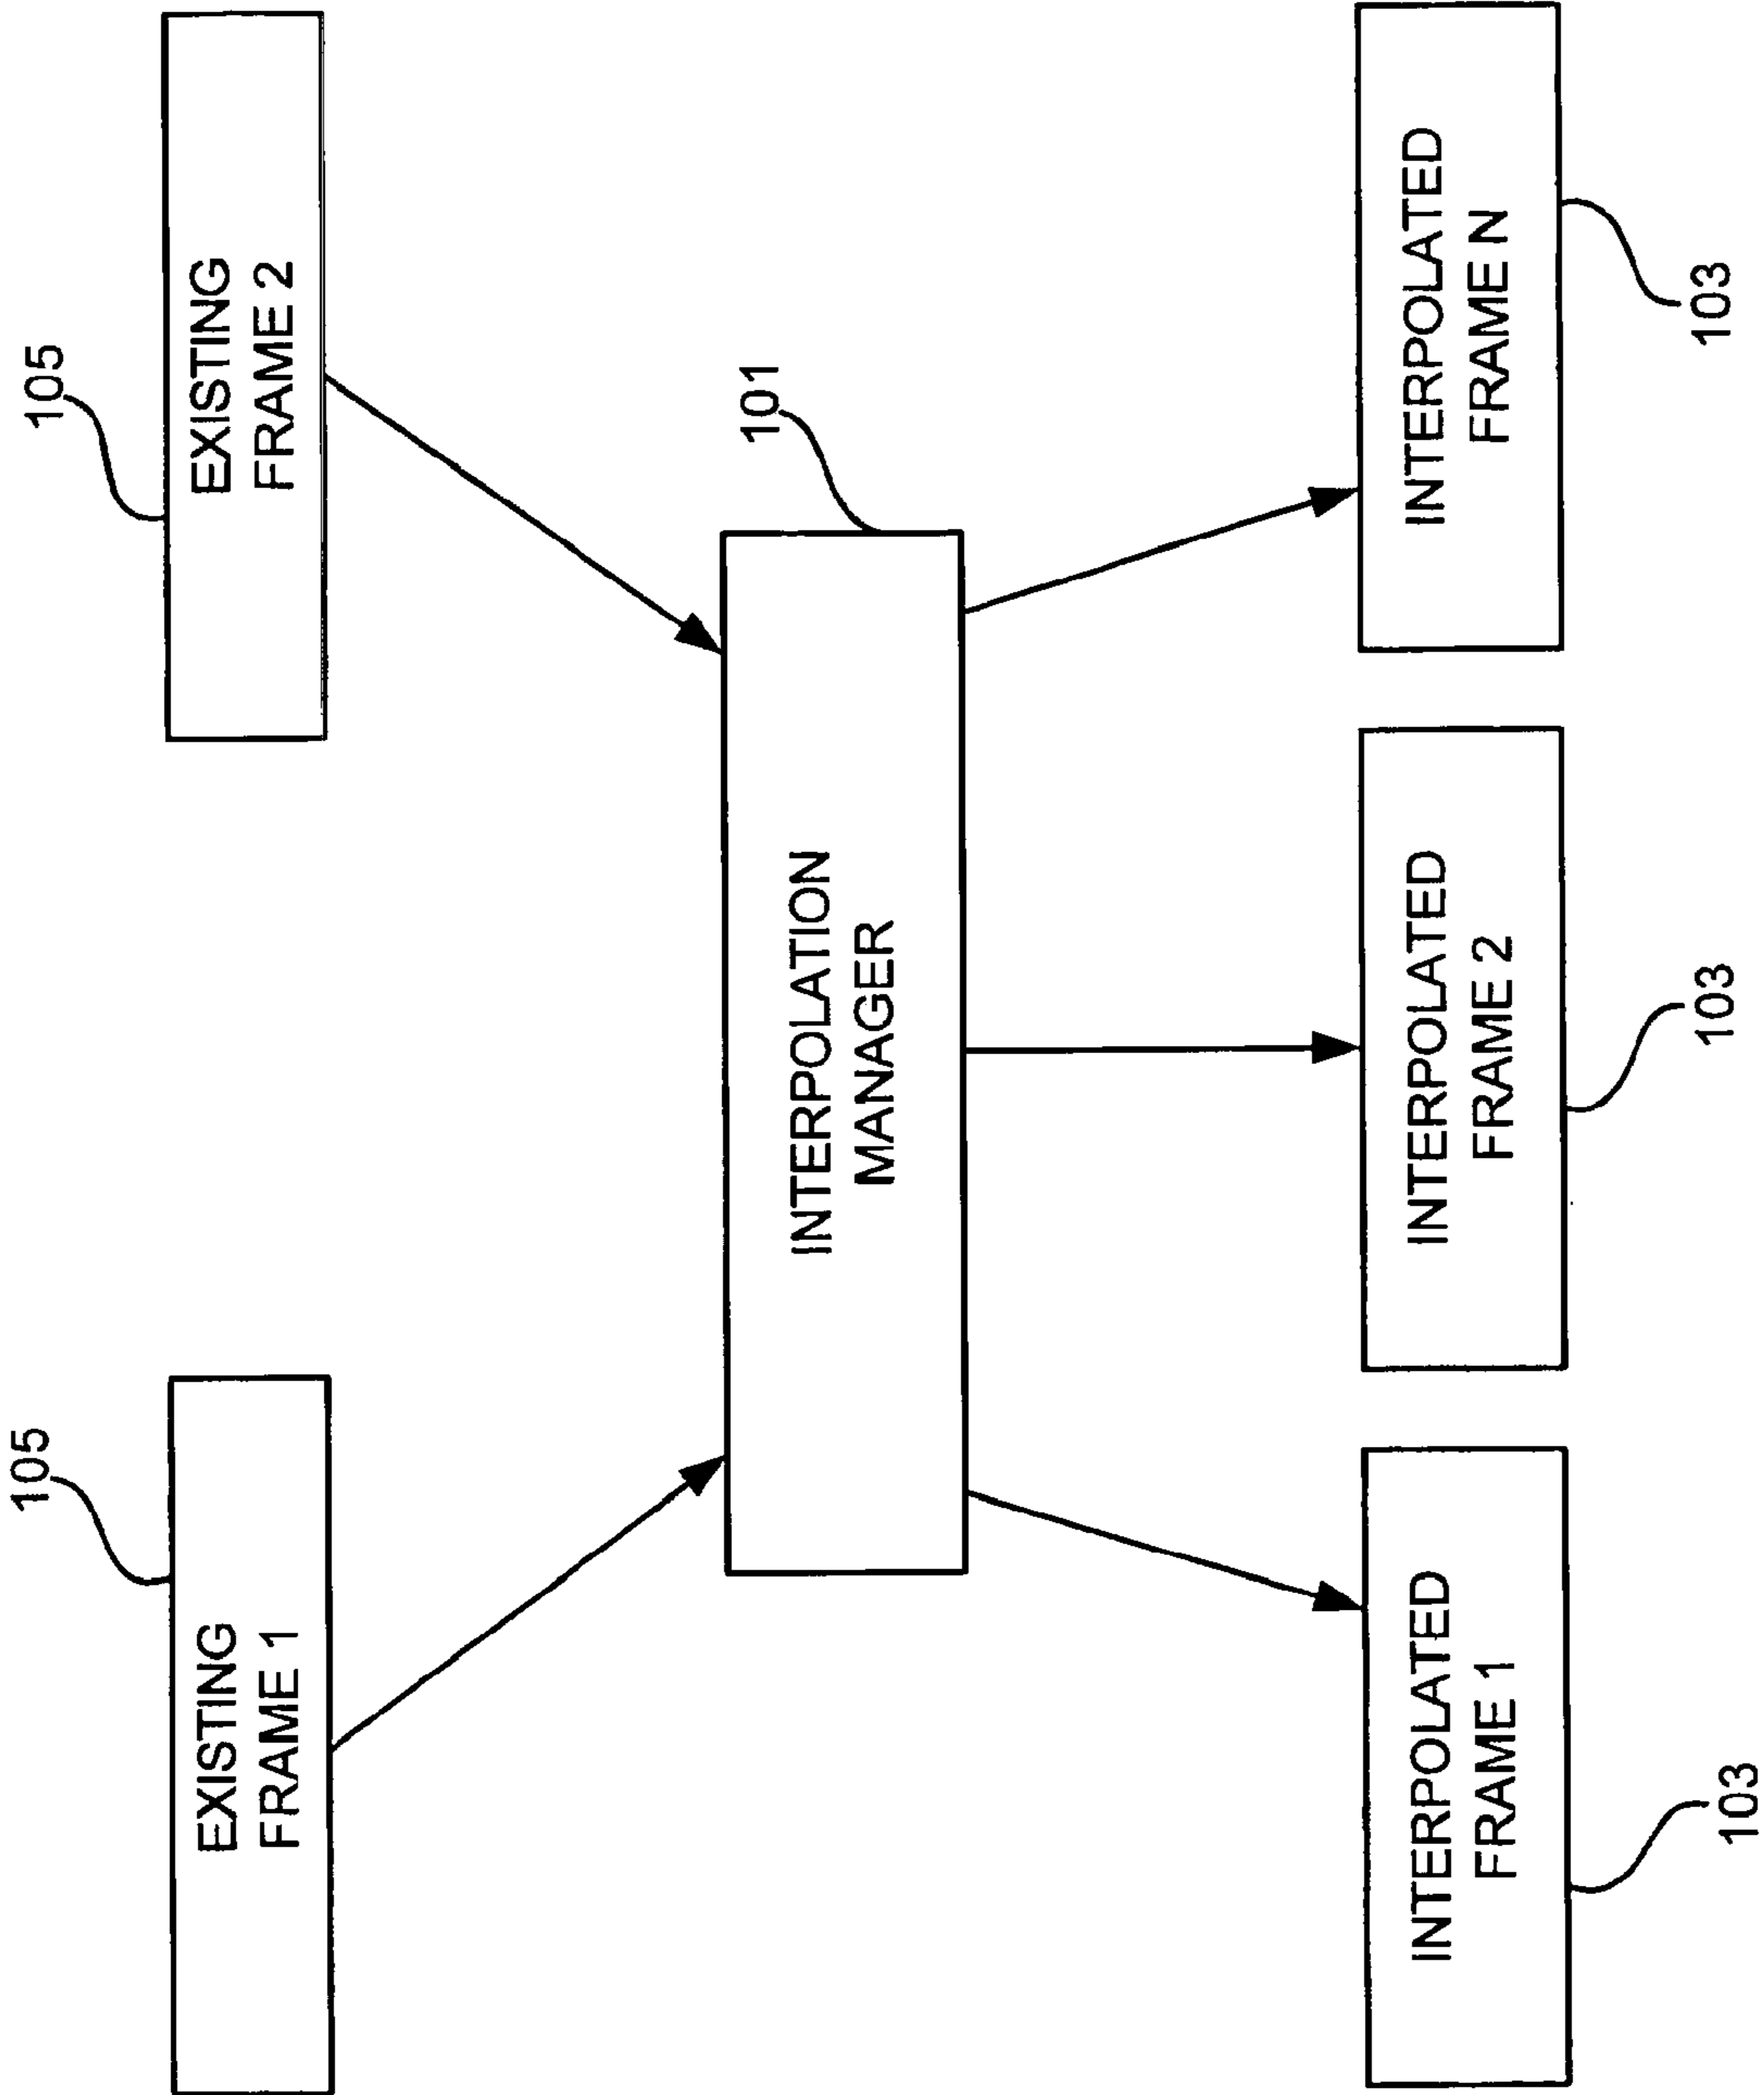 105
EXISTING
FRAME 1
105
EXISTING
FRAME 2
101
INTERPOLATION
MANAGER
INTERPOLATED
FRAME 1
103
INTERPOLATED
FRAME 2
103
INTERPOLATED
FRAME N
103